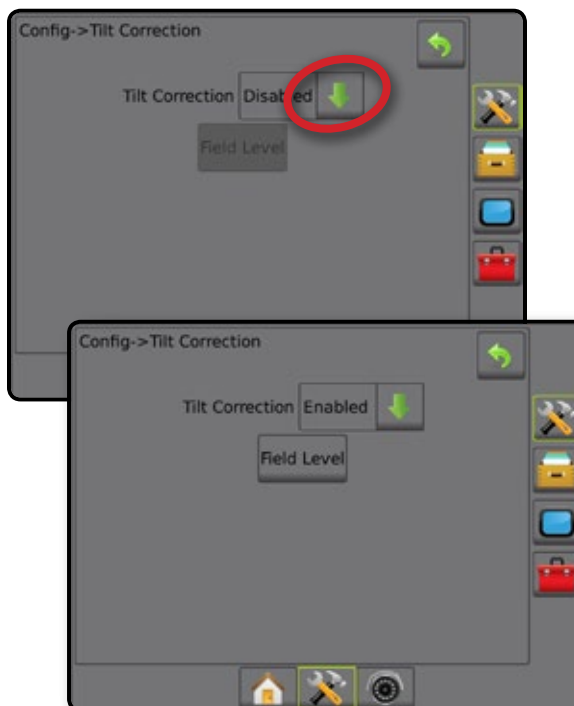 Config->Tilt Correction
Tilt Correction Disabled
Field Level
Config->Tilt Correction
Tilt Correction Enabled
Field Level